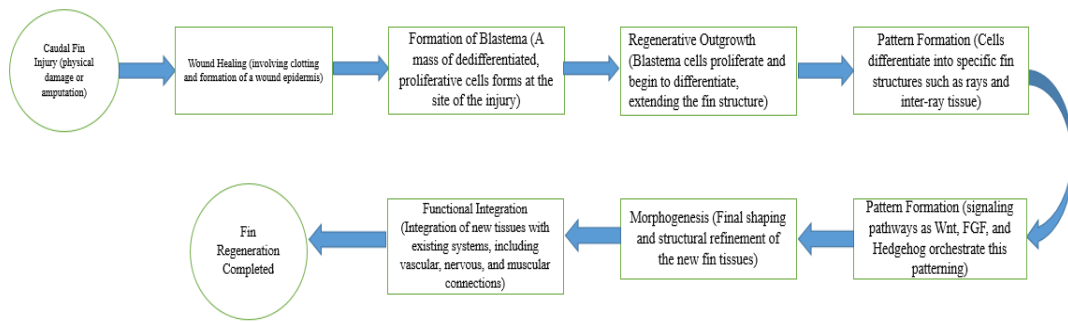 Caudal Fin
Injury (physical
damage or
amputation)
Wound Healing (involving clotting
and formation of a wound epidermis)
Formation of Blastema (A
mass of dedifferentiated,
proliferative cells forms at the
site of the injury)
Regenerative Outgrowth
(Blastema cells proliferate and
begin to differentiate,
extending the fin structure)
Pattern Formation (Cells
differentiate into specific fin
structures such as rays and
inter-ray tissue)
Pattern Formation (signaling
pathways as Wnt, FGF, and
Hedgehog orchestrate this
patterning)
Morphogenesis (Final shaping
and structural refinement of
the new fin tissues)
Functional Integration
(Integration of new tissues with
existing systems, including
vascular, nervous, and muscular
connections)
Fin
Regeneration
Completed